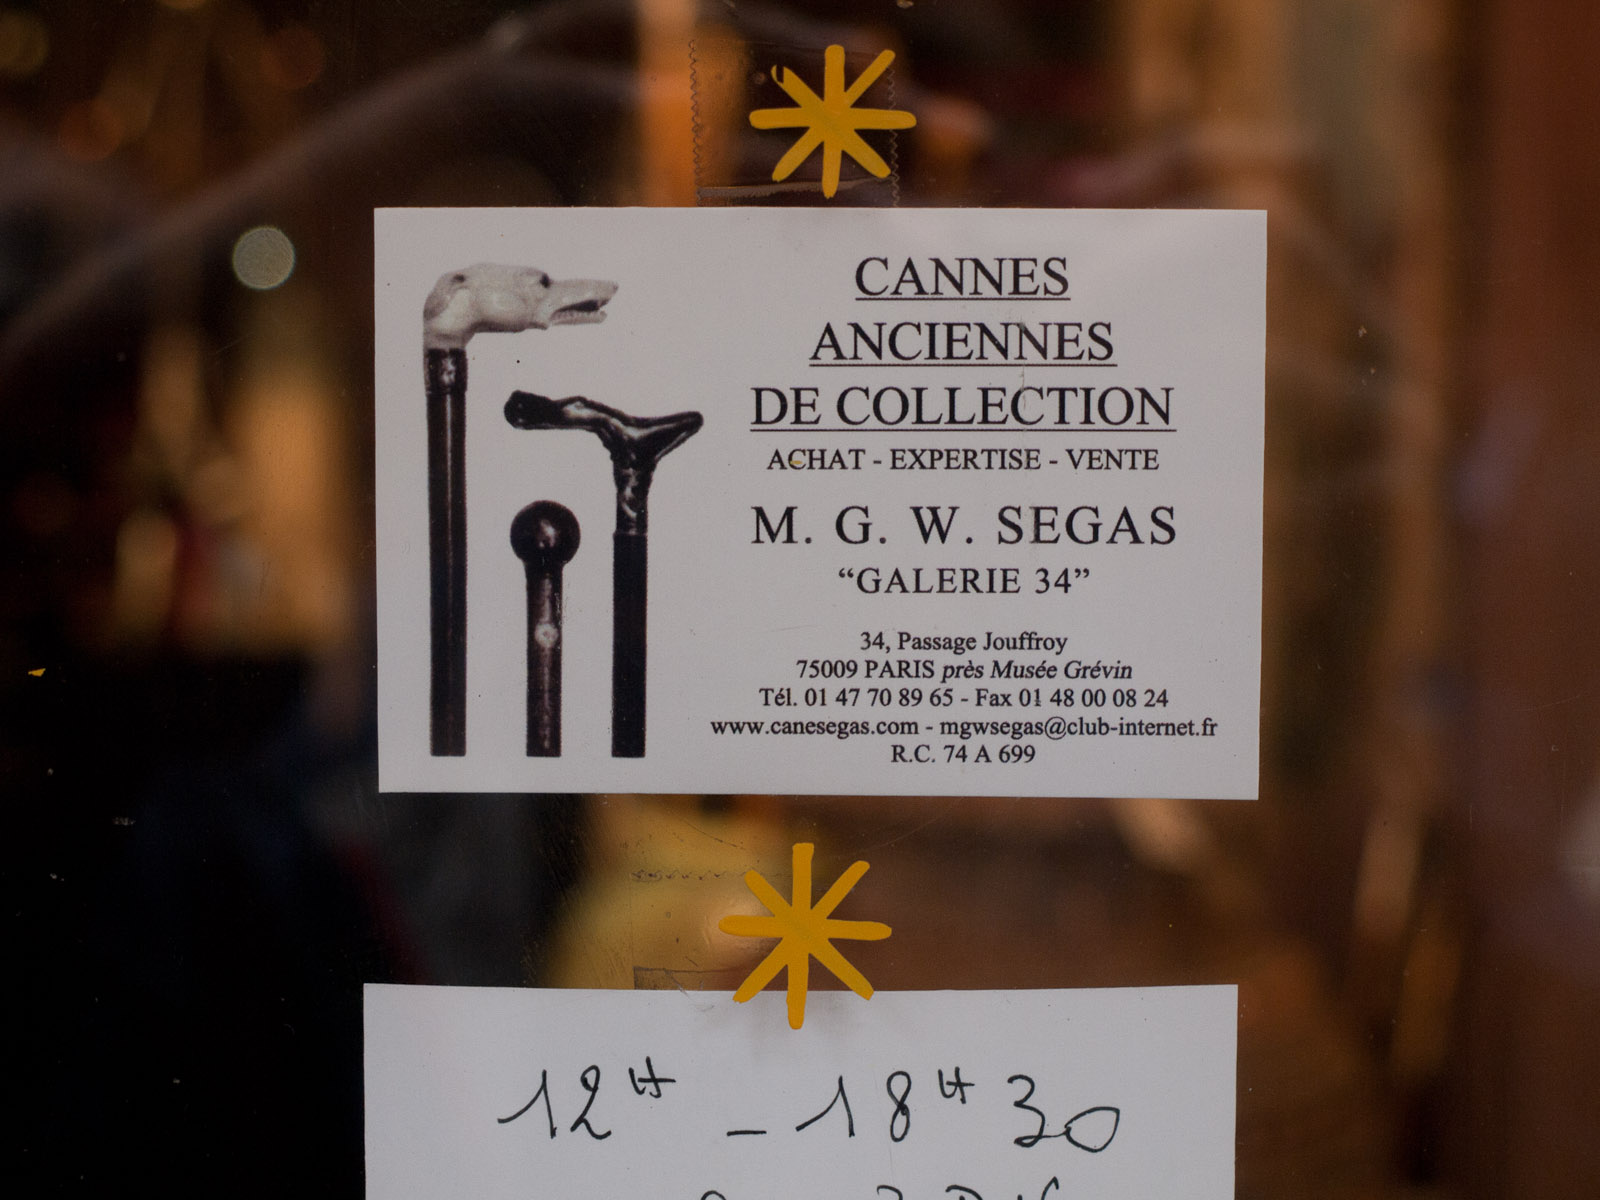 CANNES
ANCIENNES
DE COLLECTION
ACHAT - EXPERTISE - VENTE
M. G. W. SEGAS
“GALERIE 34”
34, Passage Jouffroy
75009 PARIS près Musée Grévin
Tél. 01 47 70 89 65 - Fax 01 48 00 08 24
www.canesegas.com - mgwsegas@club-internet.fr
R.C. 74 A 699
12H - 18H30